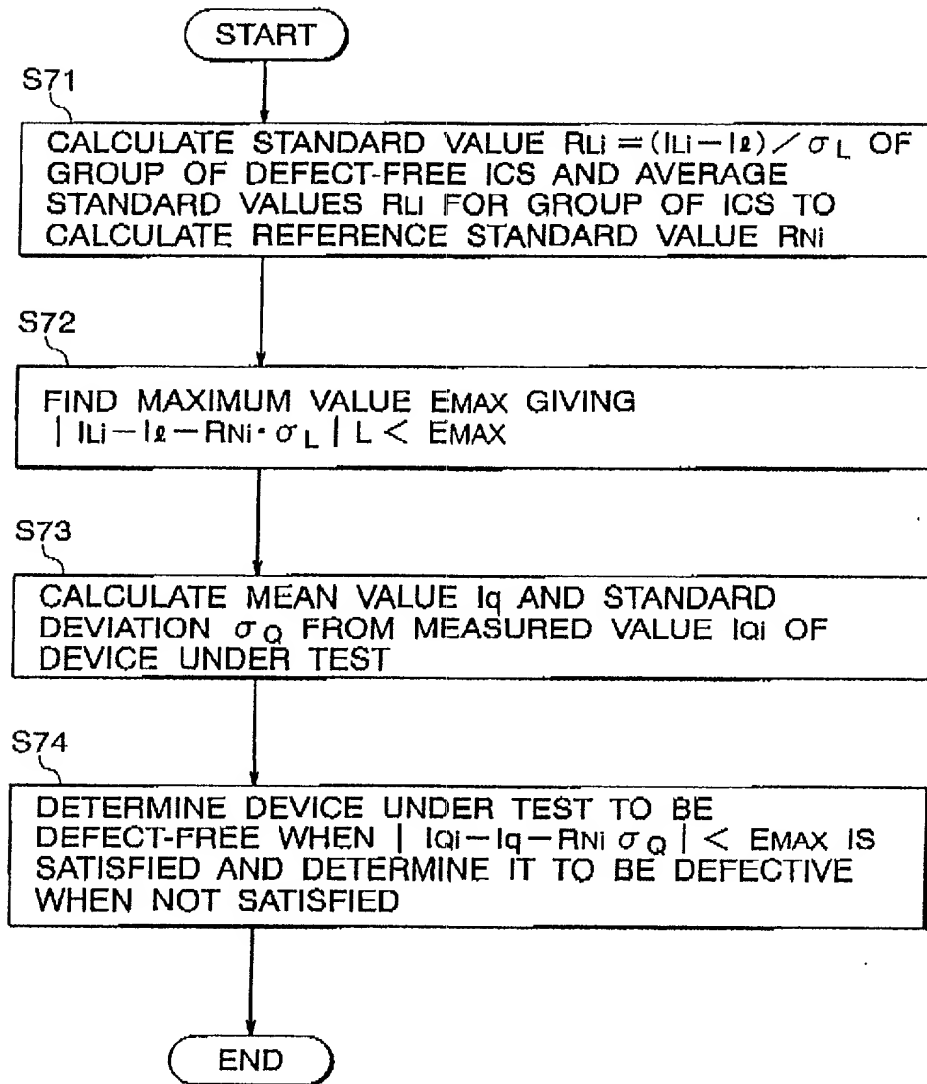 START
S71
CALCULATE STANDARD VALUE RLi=(ILi-Iℓ)/σL OF
GROUP OF DEFECT-FREE ICS AND AVERAGE
STANDARD VALUES RLi FOR GROUP OF ICS TO
CALCULATE REFERENCE STANDARD VALUE RNi
S72
FIND MAXIMUM VALUE EMAX GIVING
|ILi-Iℓ-RNi·σL|L < EMAX
S73
CALCULATE MEAN VALUE Iq AND STANDARD
DEVIATION σQ FROM MEASURED VALUE IQi OF
DEVICE UNDER TEST
S74
DETERMINE DEVICE UNDER TEST TO BE
DEFECT-FREE WHEN |IQi-Iq-RNi σQ| < EMAX IS
SATISFIED AND DETERMINE IT TO BE DEFECTIVE
WHEN NOT SATISFIED
END